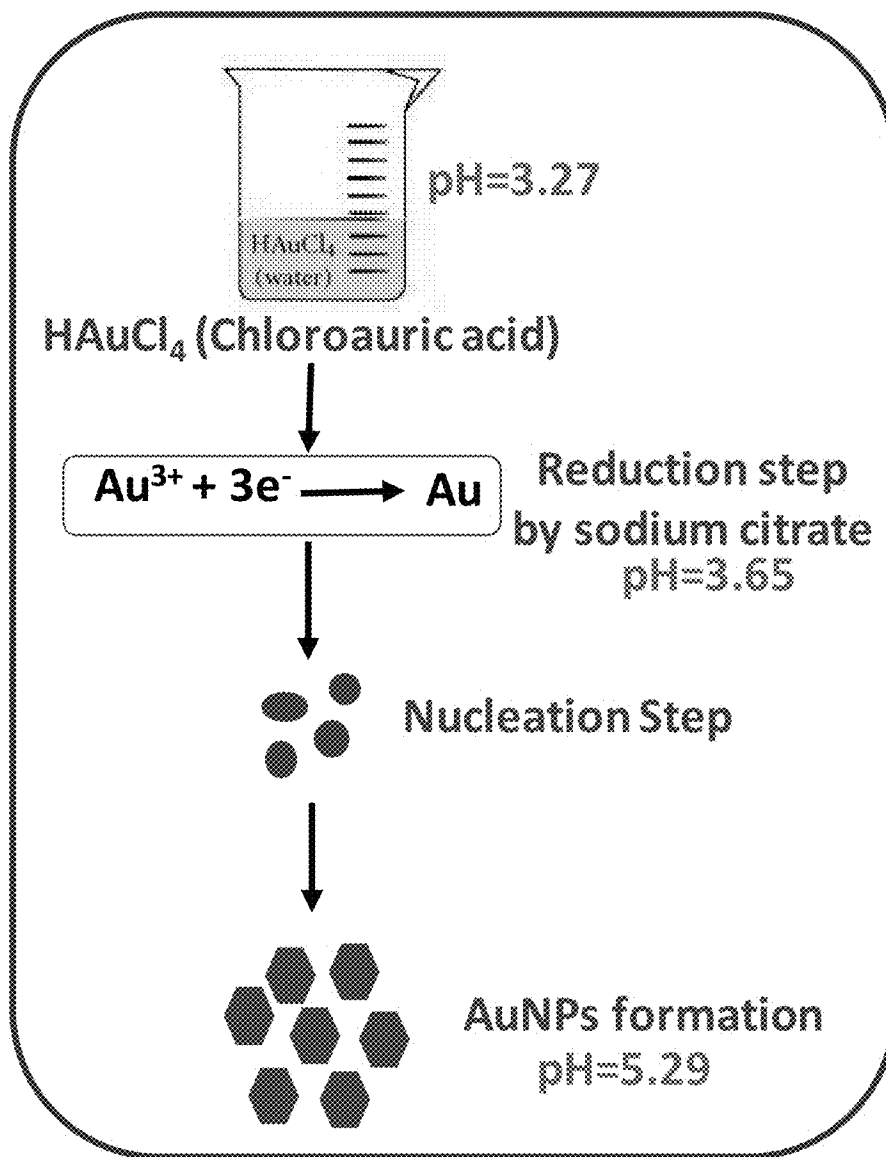 pH=3.27
HAuCl₄
(water)
HAuCl₄ (Chloroauric acid)
Au³⁺ + 3e⁻ → Au
Reduction step
by sodium citrate
pH=3.65
Nucleation Step
AuNPs formation
pH=5.29